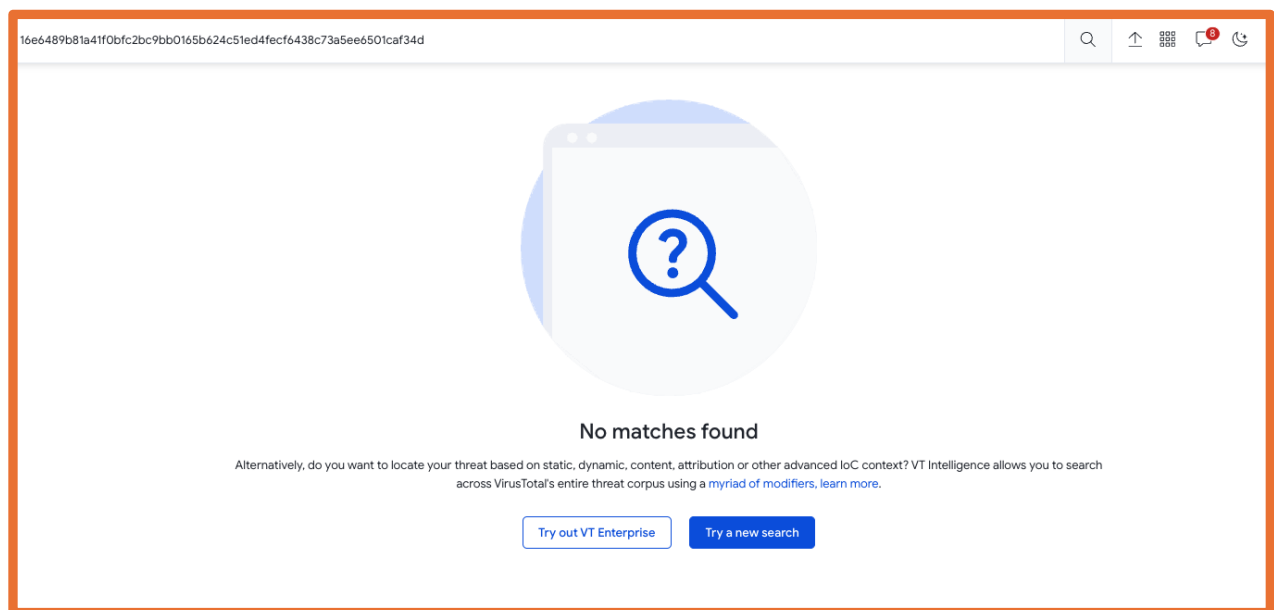 16e6489b81a41f0bfc2bc9bb0165b624c51ed4fecf6438c73a5ee6501caf34d
8
?
No matches found
Alternatively, do you want to locate your threat based on static, dynamic, content, attribution or other advanced IoC context? VT Intelligence allows you to search
across VirusTotal's entire threat corpus using a myriad of modifiers, learn more.
Try out VT Enterprise
Try a new search